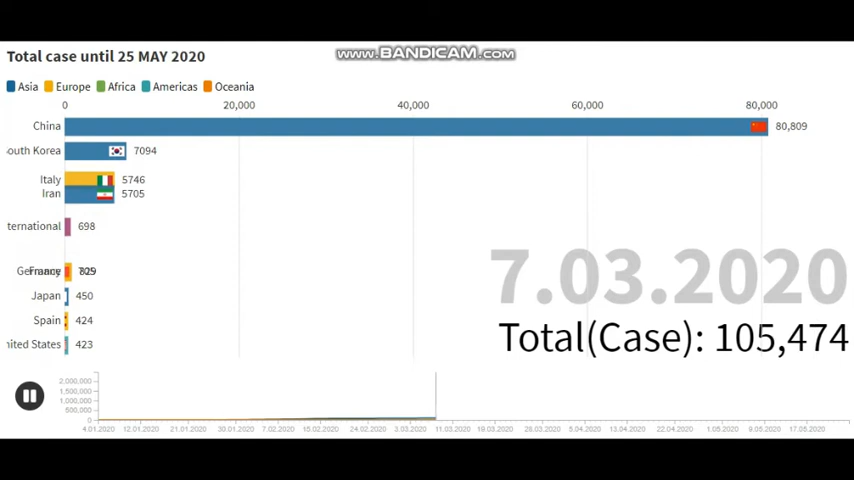 Total case until 25 MAY 2020
www.BANDICAM.com
Asia Europe Africa Americas Oceania
0 20,000 40,000 60,000 80,000
China 80,809
outh Korea 7094
Italy 5746
Iran 5705
ternational 698
Japan 450
Spain 424
nited States 423
7.03.2020
Total(Case): 105,474
2,000,000
1,500,000
1,000,000
500,000
0
4.01.2020 12.01.2020 21.01.2020 30.01.2020 7.02.2020 15.02.2020 24.02.2020 3.03.2020 11.03.2020 19.03.2020 28.03.2020 5.04.2020 13.04.2020 22.04.2020 1.05.2020 9.05.2020 17.05.2020